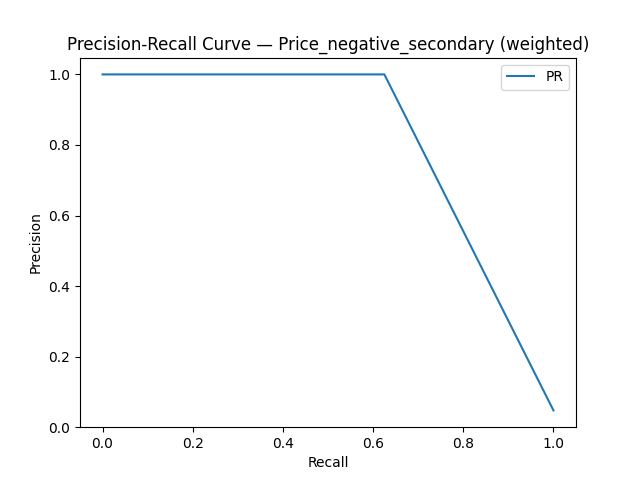 Precision-Recall Curve — Price_negative_secondary (weighted)
PR
Precision
1.0
0.8
0.6
0.4
0.2
0.0
0.0 0.2 0.4 0.6 0.8 1.0
Recall